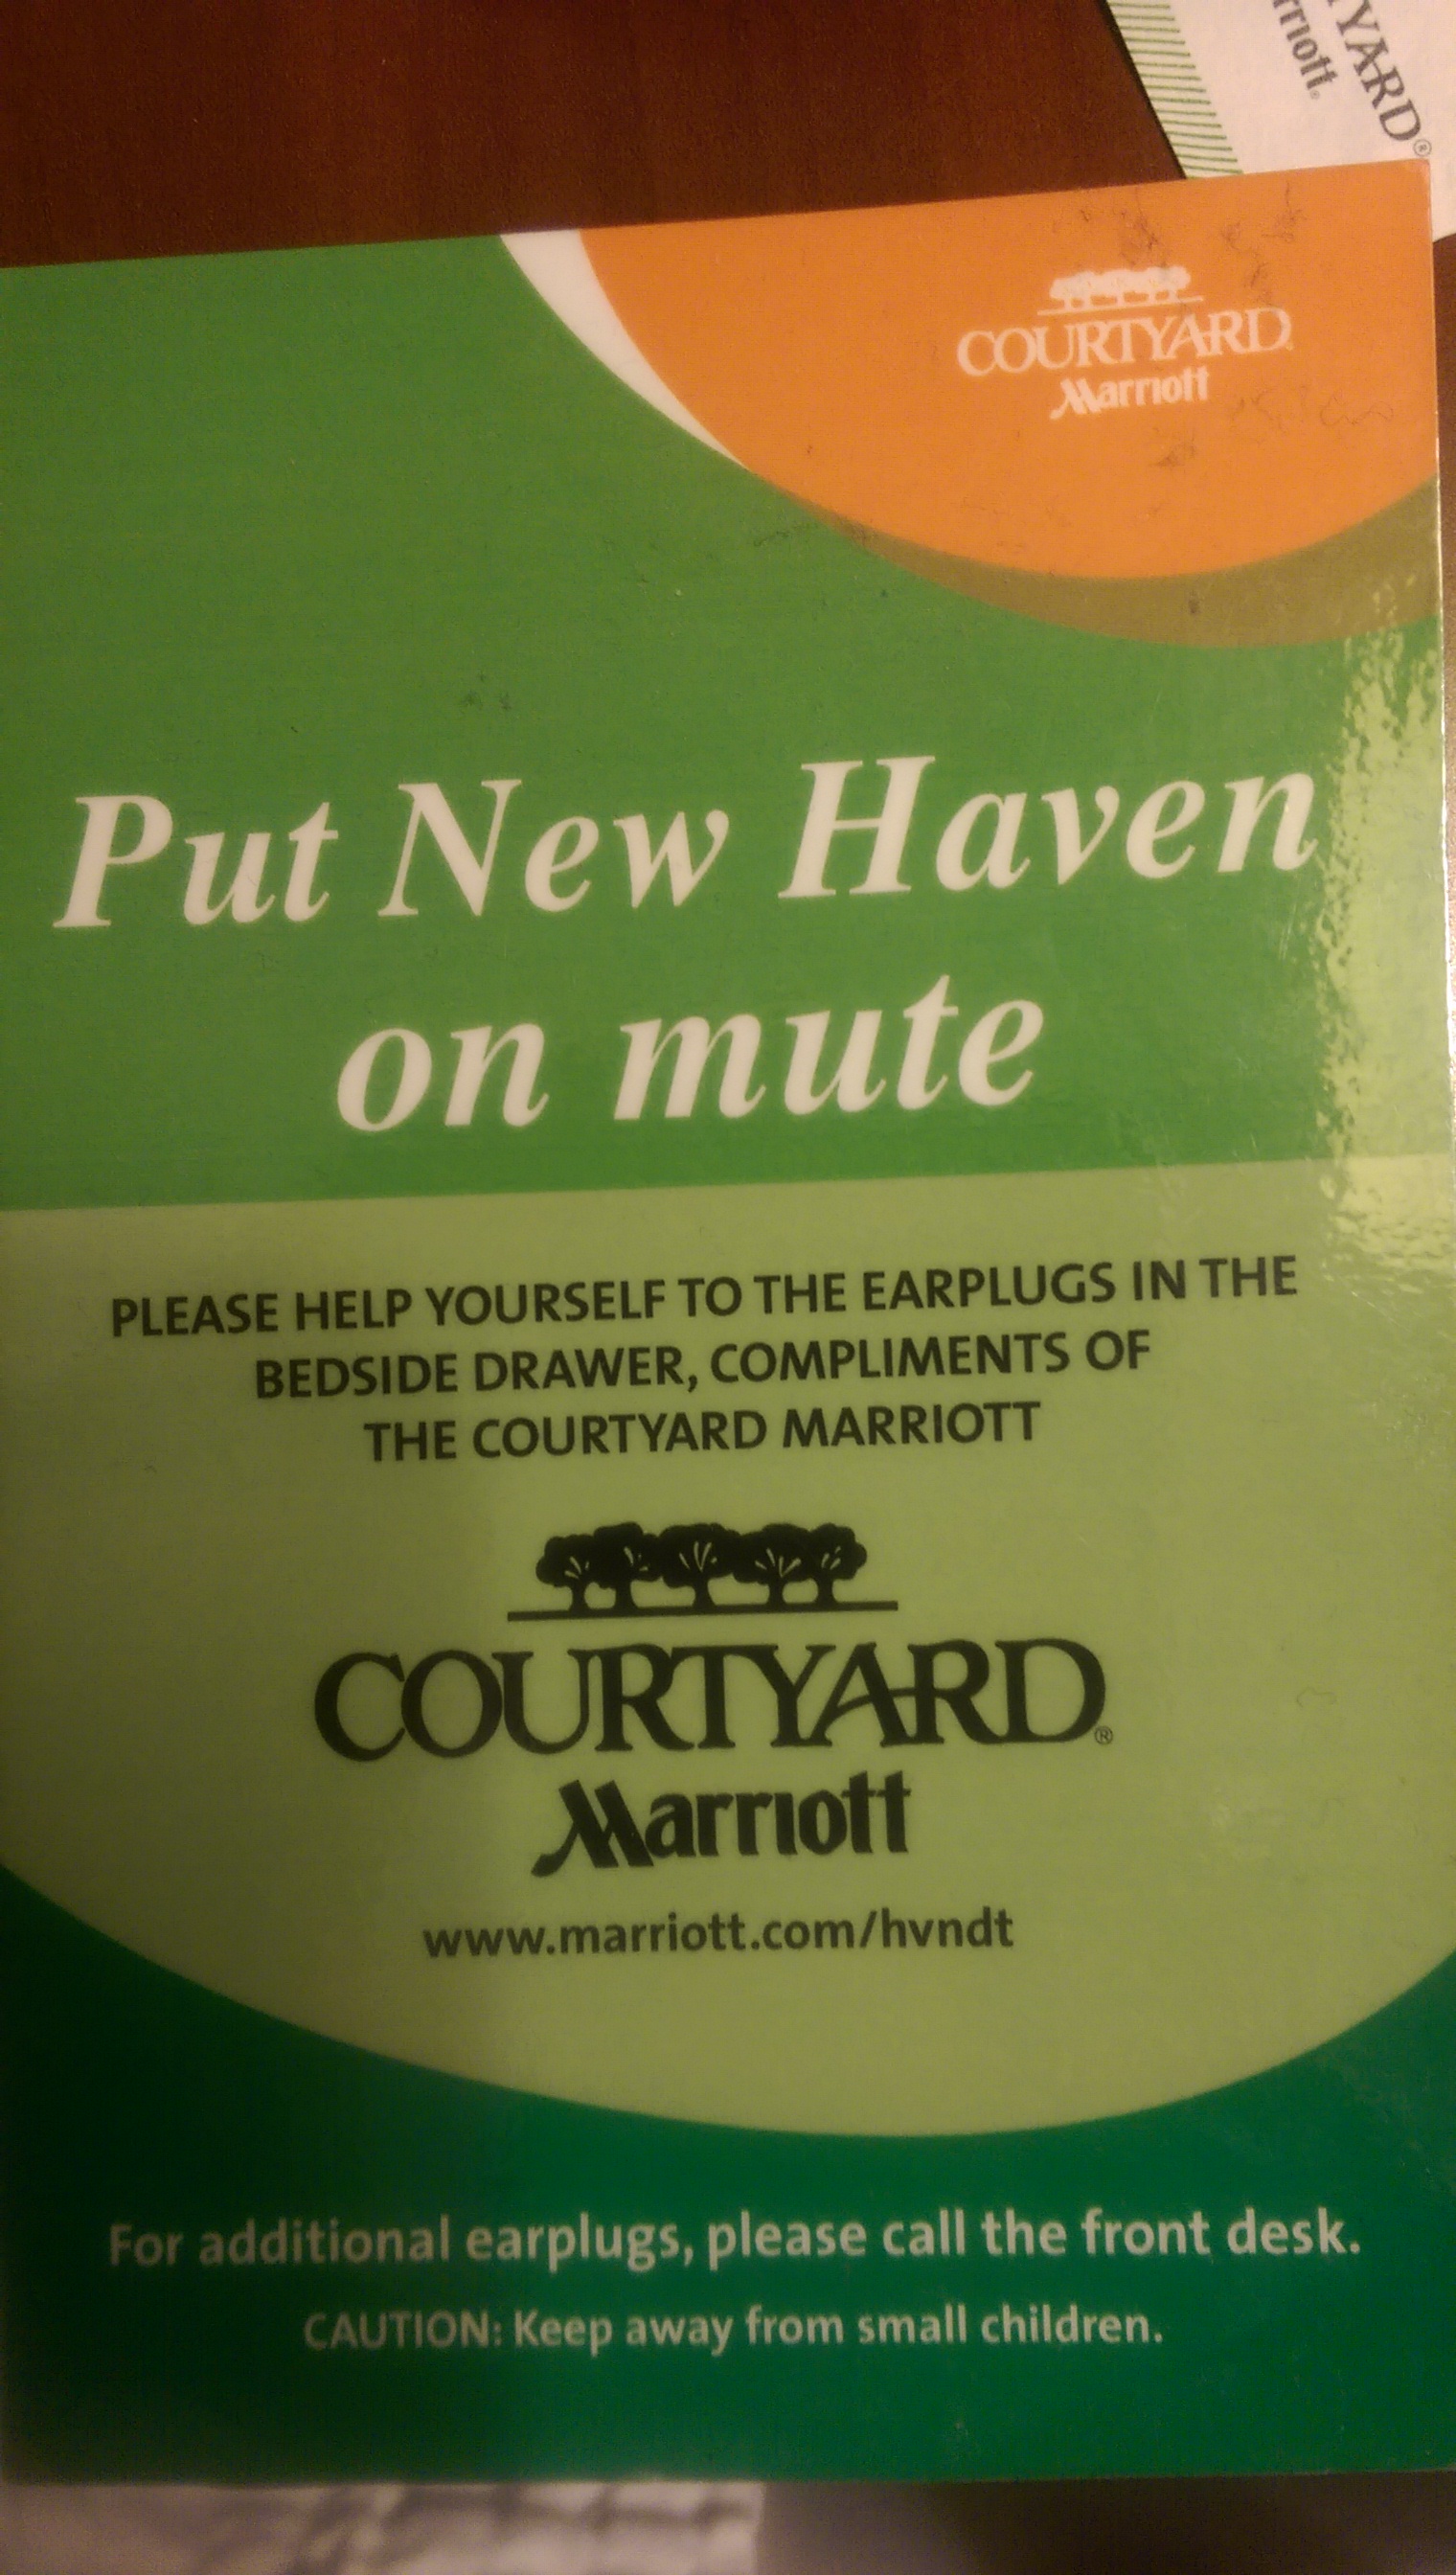 YARD®
rriott.
COURTYARD
Marriott
Put New Haven
on mute
PLEASE HELP YOURSELF TO THE EARPLUGS IN THE
BEDSIDE DRAWER, COMPLIMENTS OF
THE COURTYARD MARRIOTT
COURTYARD®
Marriott
www.marriott.com/hvndt
For additional earplugs, please call the front desk.
CAUTION: Keep away from small children.